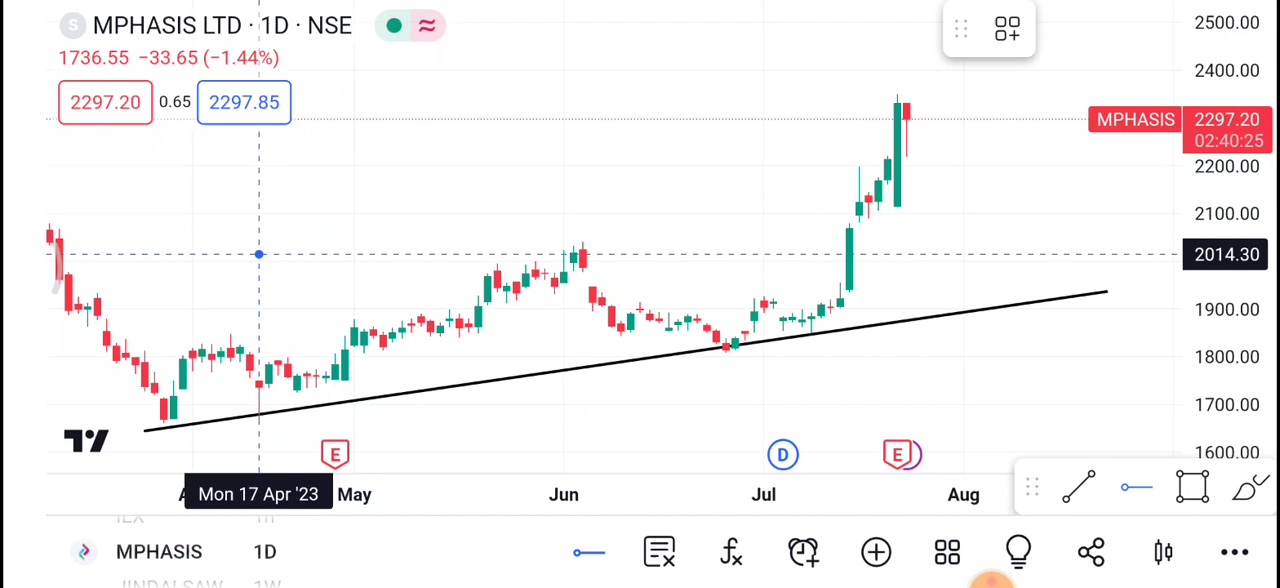 S MPHASIS LTD · 1D · NSE
1736.55 −33.65 (−1.44%)
2297.20 0.65 2297.85
2500.00
2400.00
MPHASIS 2297.20
02:40:25
2200.00
2100.00
2014.30
1900.00
1800.00
1700.00
1600.00
E D E
Mon 17 Apr '23 May Jun Jul Aug
MPHASIS 1D
JINDALSAW 1W